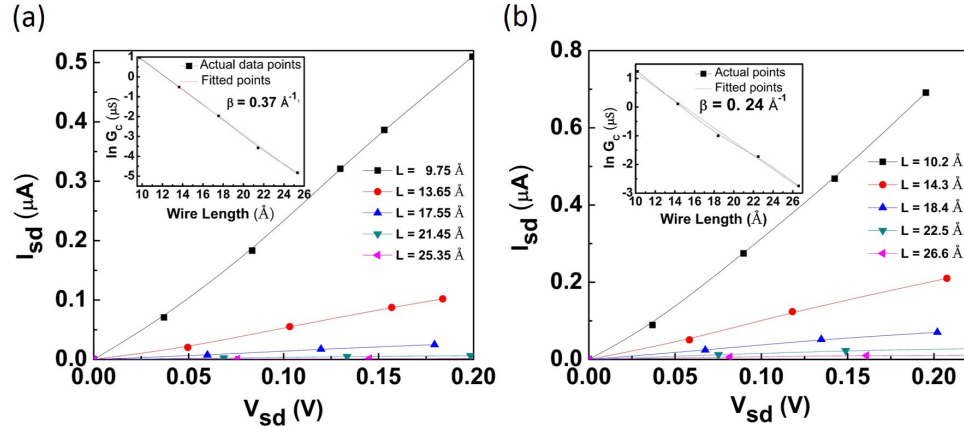 (a)
0.5
0.4
0.3
0.2
0.1
0.0
I_sd (μA)
0.00 0.05 0.10 0.15 0.20
V_sd (V)
1
0
-1
-2
-3
-4
-5
ln G_c (μS)
10 12 14 16 18 20 22 24 26
Wire Length (Å)
Actual data points
Fitted points
β = 0.37 Å⁻¹
L = 9.75 Å
L = 13.65 Å
L = 17.55 Å
L = 21.45 Å
L = 25.35 Å
(b)
0.8
0.6
0.4
0.2
0.0
I_sd (μA)
0.00 0.05 0.10 0.15 0.20
V_sd (V)
2
1
0
-1
-2
-3
ln G_c (μS)
10 12 14 16 18 20 22 24 26
Wire Length (Å)
Actual points
Fitted points
β = 0. 24 Å⁻¹
L = 10.2 Å
L = 14.3 Å
L = 18.4 Å
L = 22.5 Å
L = 26.6 Å